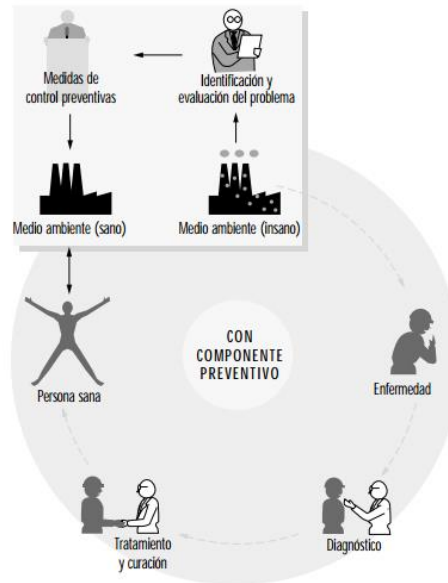 Medidas de
control preventivas
Identificación y
evaluación del problema
Medio ambiente (sano)
Medio ambiente (insano)
CON
COMPONENTE
PREVENTIVO
Persona sana
Enfermedad
Tratamiento
y curación
Diagnóstico